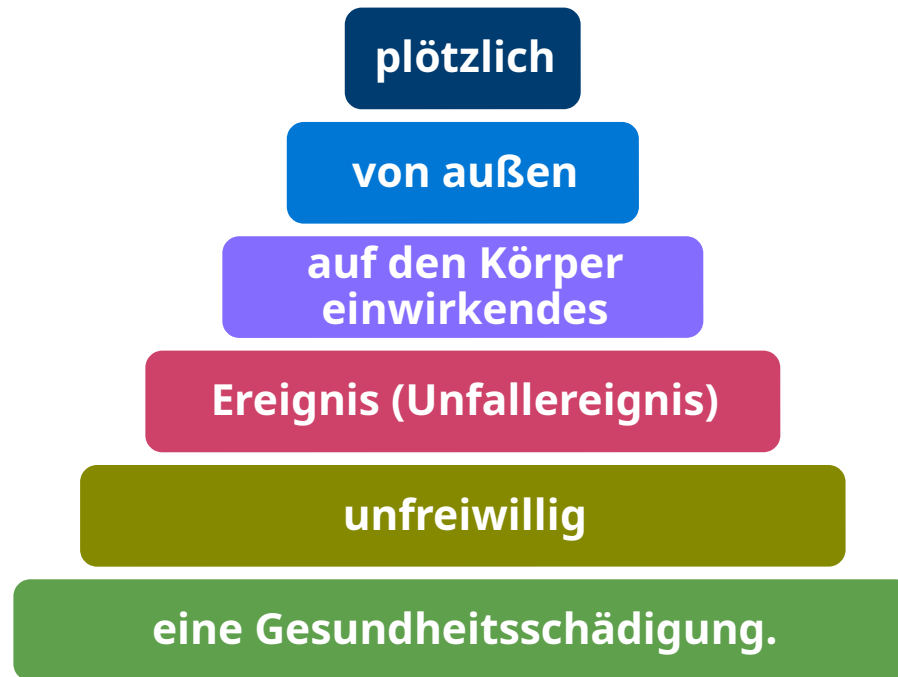 plötzlich
von außen
auf den Körper
einwirkendes
Ereignis (Unfallereignis)
unfreiwillig
eine Gesundheitsschädigung.